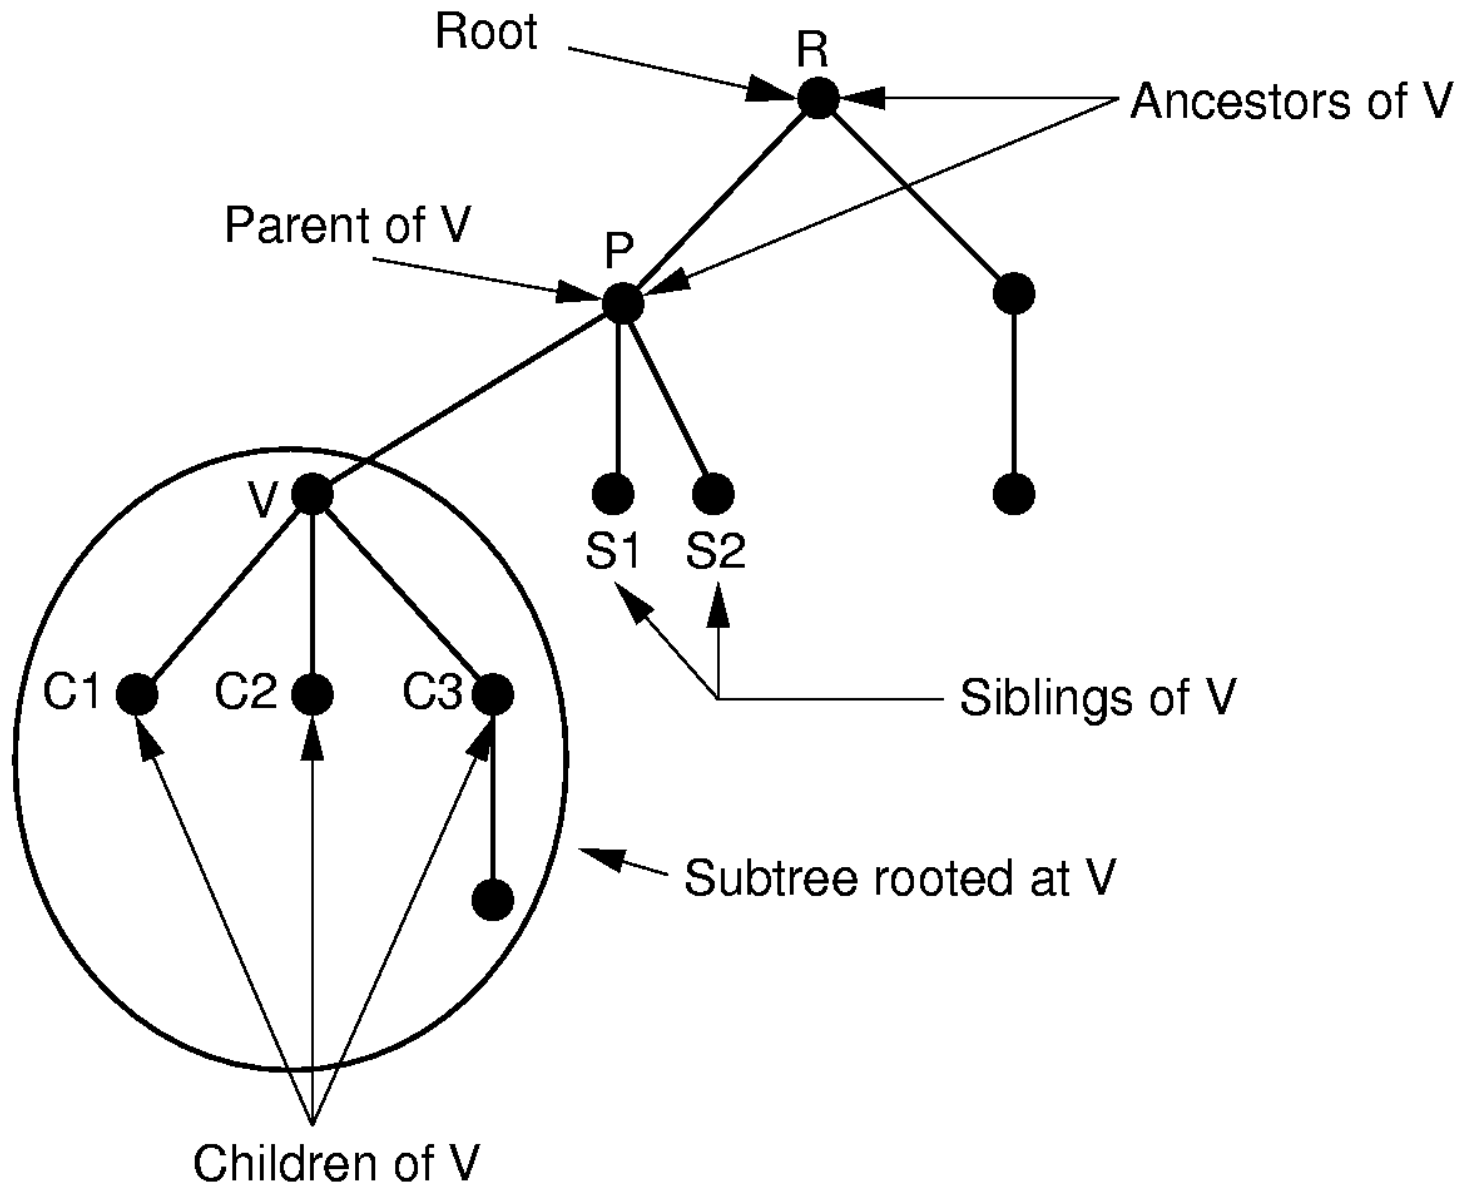 Root
R
Ancestors of V
Parent of V
P
V
S1 S2
C1 C2 C3
Siblings of V
Subtree rooted at V
Children of V